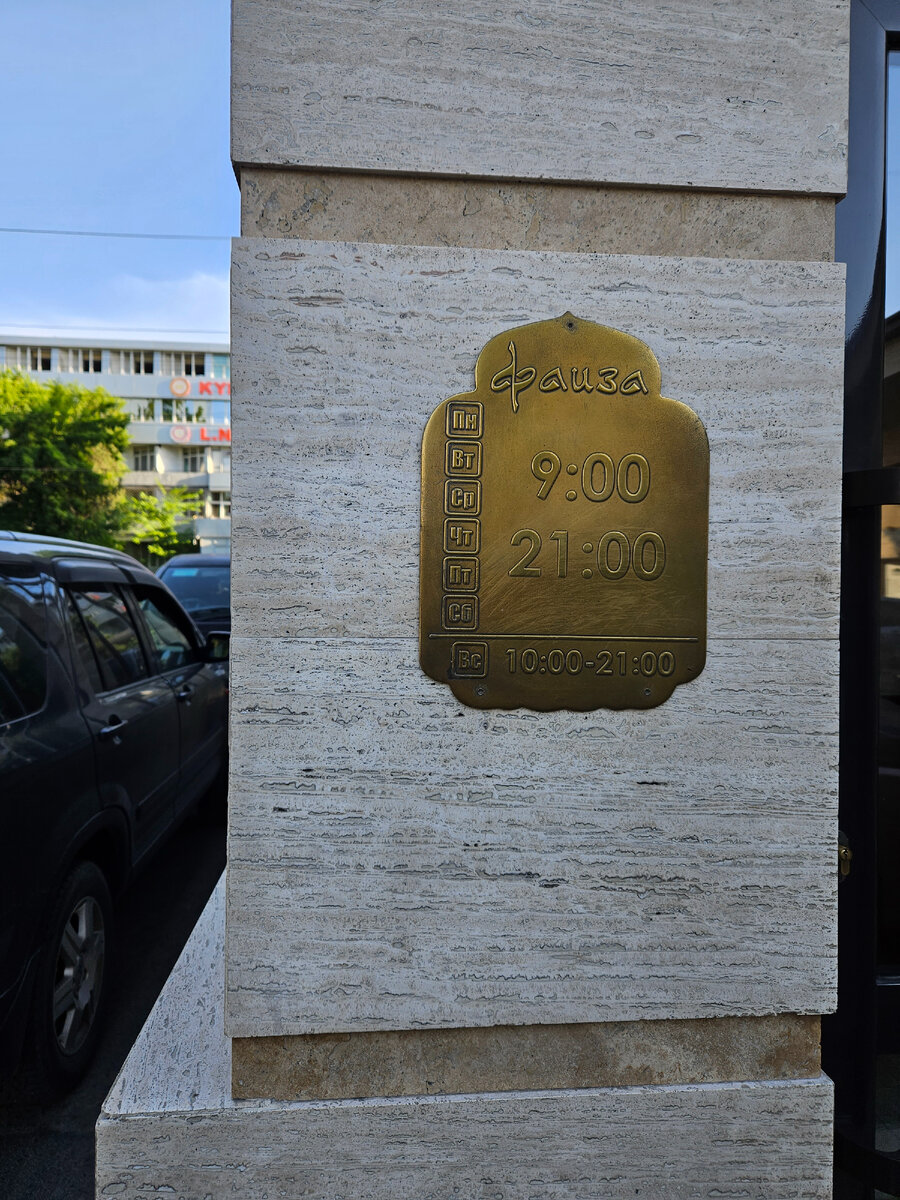 фаиза
Пн
Вт
Ср
Чт
Пт
Сб
9:00
21:00
Вс 10:00-21:00